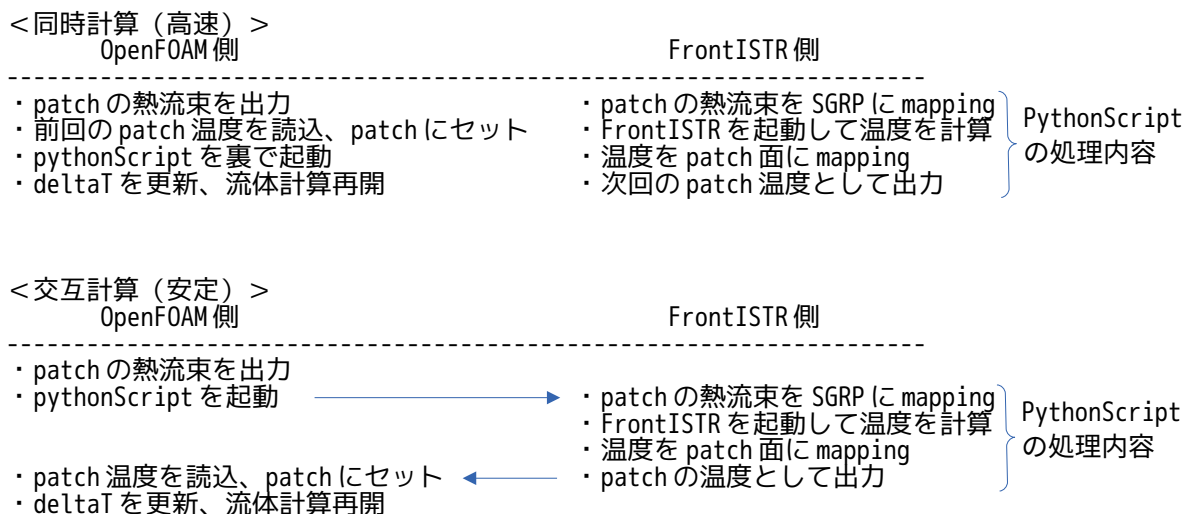 ＜同時計算（高速）＞
OpenFOAM側 FrontISTR側
----------------------------------------------------------------------
・patchの熱流束を出力 ・patchの熱流束をSGRPにmapping
・前回のpatch温度を読込、patchにセット ・FrontISTRを起動して温度を計算
・pythonScriptを裏で起動 ・温度をpatch面にmapping
・deltaTを更新、流体計算再開 ・次回のpatch温度として出力
PythonScript
の処理内容
＜交互計算（安定）＞
OpenFOAM側 FrontISTR側
----------------------------------------------------------------------
・patchの熱流束を出力
・pythonScriptを起動 ・patchの熱流束をSGRPにmapping
・FrontISTRを起動して温度を計算
・温度をpatch面にmapping
PythonScript
の処理内容
・patch温度を読込、patchにセット ・patchの温度として出力
・deltaTを更新、流体計算再開